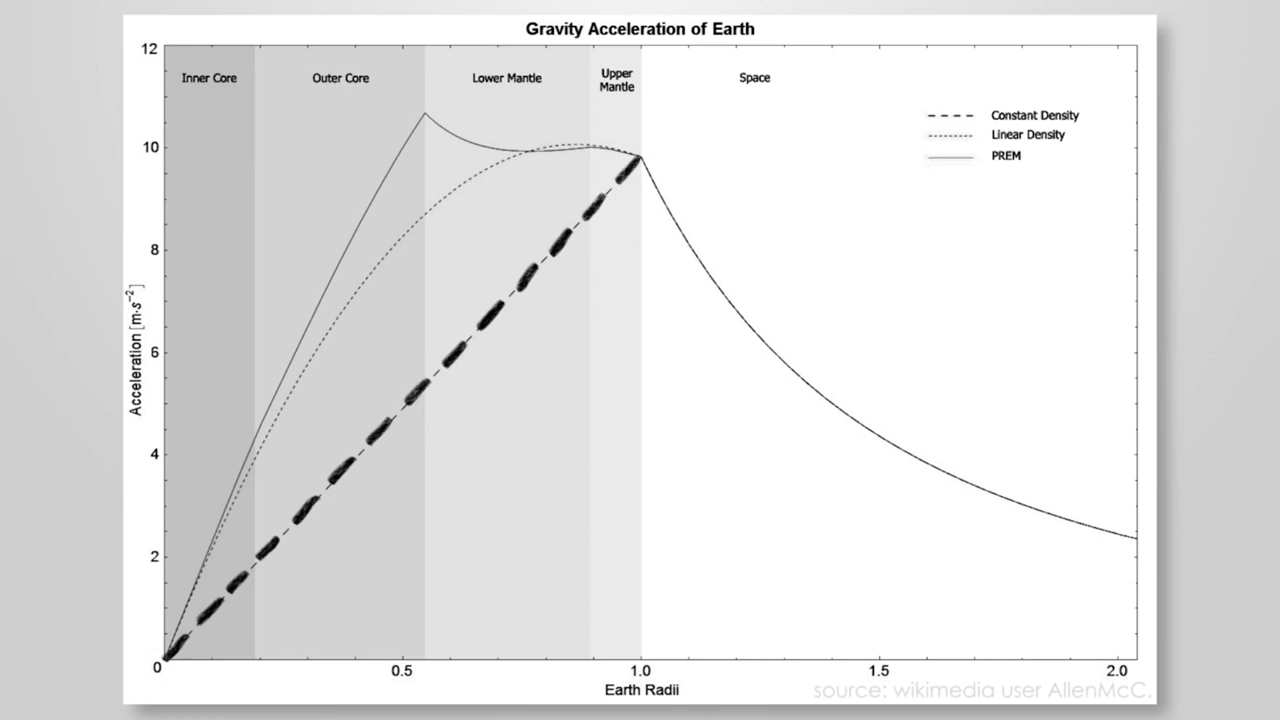 Gravity Acceleration of Earth
12
10
8
6
4
2
0
Acceleration [m·s⁻²]
Inner Core
Outer Core
Lower Mantle
Upper
Mantle
Space
Constant Density
Linear Density
PREM
0.5
1.0
1.5
2.0
Earth Radii
source: wikimedia user AllenMcC.